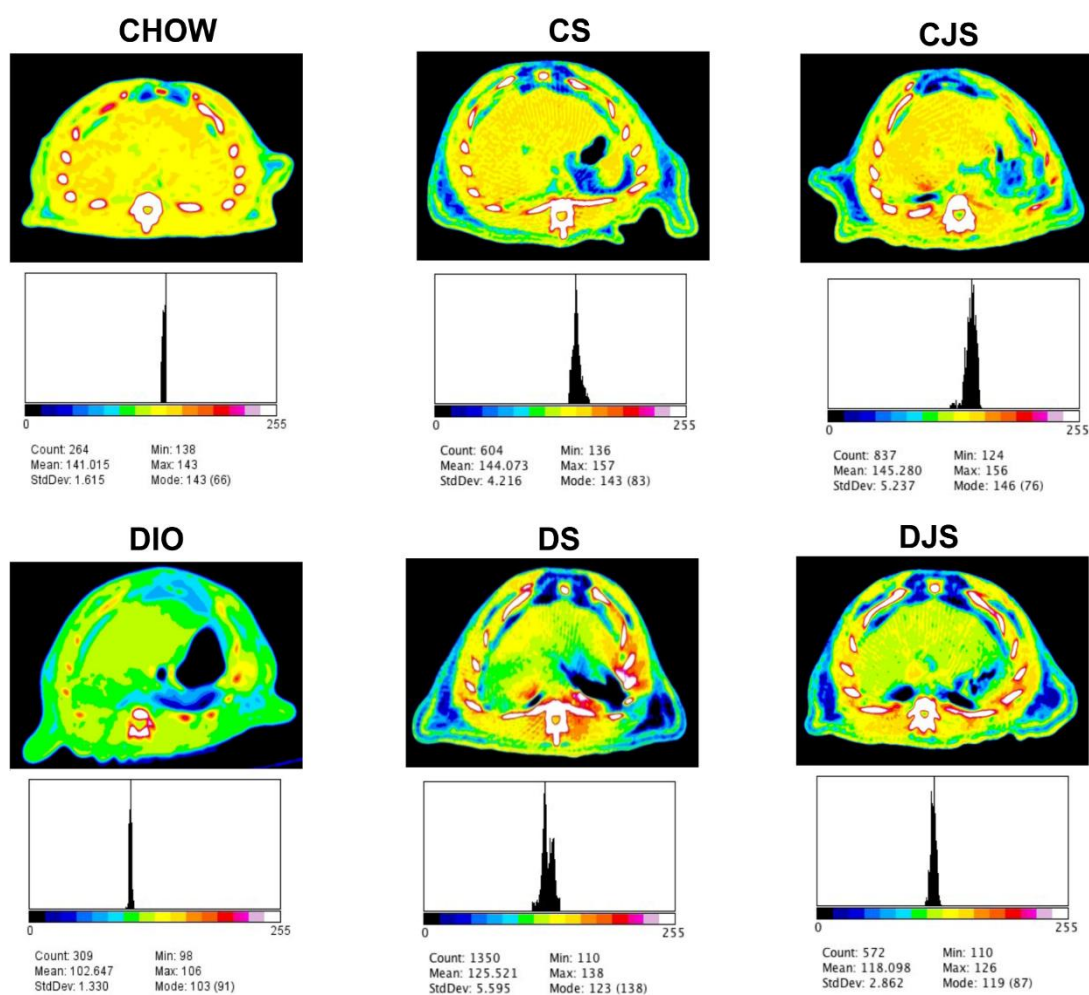 CHOW
CS
CJS
0 255
0 255
0 255
Count: 264 Min: 138
Mean: 141.015 Max: 143
StdDev: 1.615 Mode: 143 (66)
Count: 604 Min: 136
Mean: 144.073 Max: 157
StdDev: 4.216 Mode: 143 (83)
Count: 837 Min: 124
Mean: 145.280 Max: 156
StdDev: 5.237 Mode: 146 (76)
DIO
DS
DJS
0 255
0 255
0 255
Count: 309 Min: 98
Mean: 102.647 Max: 106
StdDev: 1.330 Mode: 103 (91)
Count: 1350 Min: 110
Mean: 125.521 Max: 138
StdDev: 5.595 Mode: 123 (138)
Count: 572 Min: 110
Mean: 118.098 Max: 126
StdDev: 2.862 Mode: 119 (87)